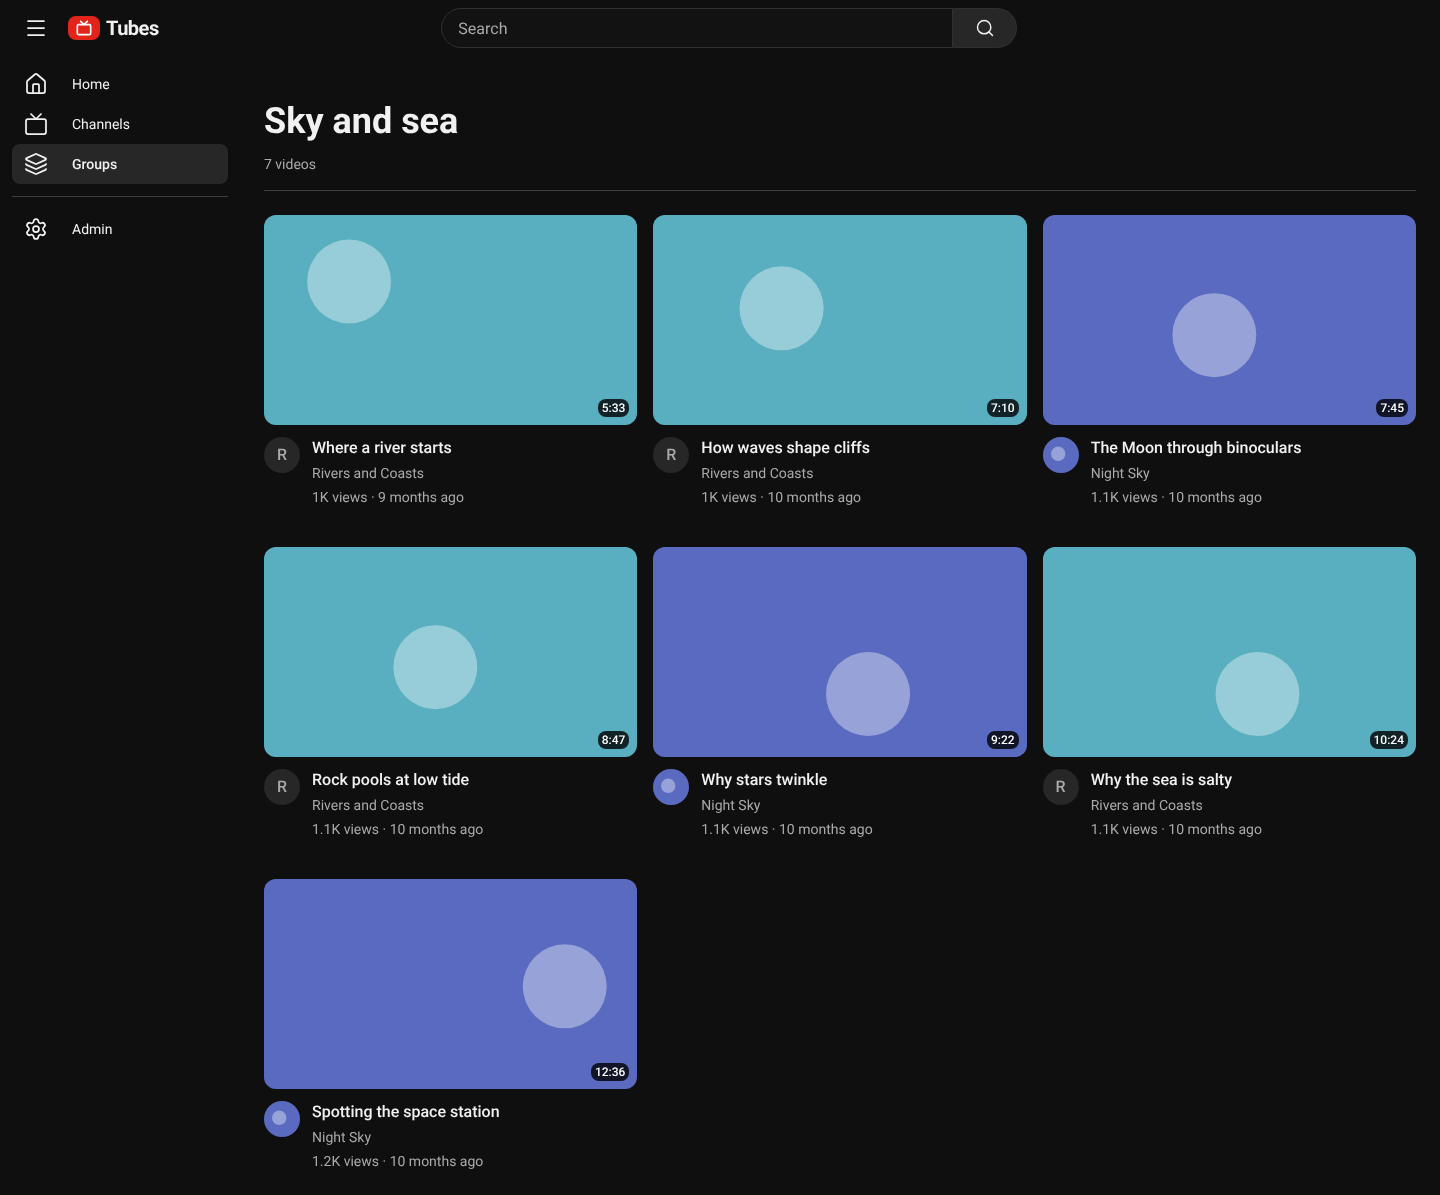 Tubes
Search
Home
Channels
Groups
Admin
Sky and sea
7 videos
5:33
Where a river starts
Rivers and Coasts
1K views · 9 months ago
7:10
How waves shape cliffs
Rivers and Coasts
1K views · 10 months ago
7:45
The Moon through binoculars
Night Sky
1.1K views · 10 months ago
8:47
Rock pools at low tide
Rivers and Coasts
1.1K views · 10 months ago
9:22
Why stars twinkle
Night Sky
1.1K views · 10 months ago
10:24
Why the sea is salty
Rivers and Coasts
1.1K views · 10 months ago
12:36
Spotting the space station
Night Sky
1.2K views · 10 months ago
R
R
R
R